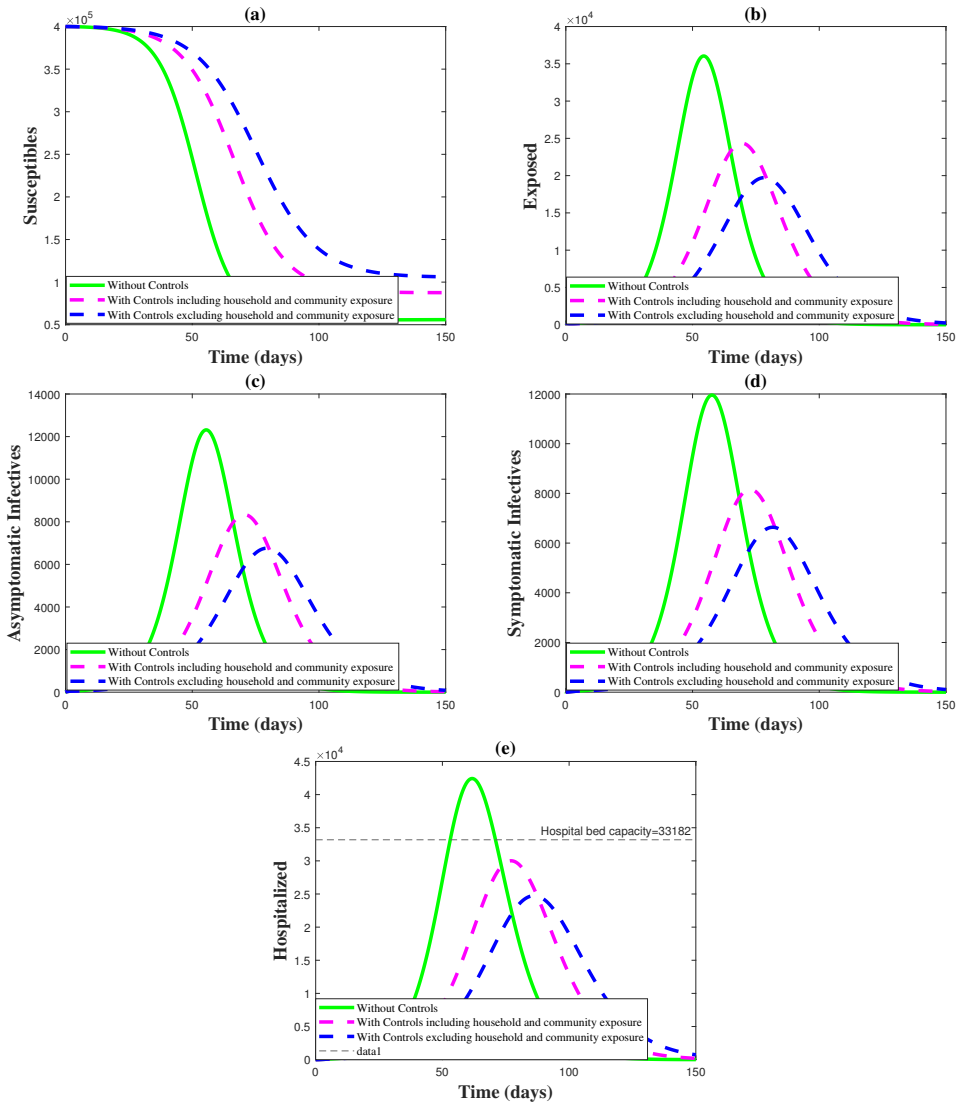 (a)
×10⁵
4
3.5
3
2.5
2
1.5
1
0.5
Susceptibles
Without Controls
With Controls including household and community exposure
With Controls excluding household and community exposure
0 50 100 150
Time (days)
(b)
×10⁴
4
3.5
3
2.5
2
1.5
1
0.5
0
Exposed
Without Controls
With Controls including household and community exposure
With Controls excluding household and community exposure
0 50 100 150
Time (days)
(c)
14000
12000
10000
8000
6000
4000
2000
0
Asymptomatic Infectives
Without Controls
With Controls including household and community exposure
With Controls excluding household and community exposure
0 50 100 150
Time (days)
(d)
12000
10000
8000
6000
4000
2000
0
Symptomatic Infectives
Without Controls
With Controls including household and community exposure
With Controls excluding household and community exposure
0 50 100 150
Time (days)
(e)
×10⁴
4.5
4
3.5
3
2.5
2
1.5
1
0.5
0
Hospitalized
Hospital bed capacity=33182
Without Controls
With Controls including household and community exposure
With Controls excluding household and community exposure
data1
0 50 100 150
Time (days)